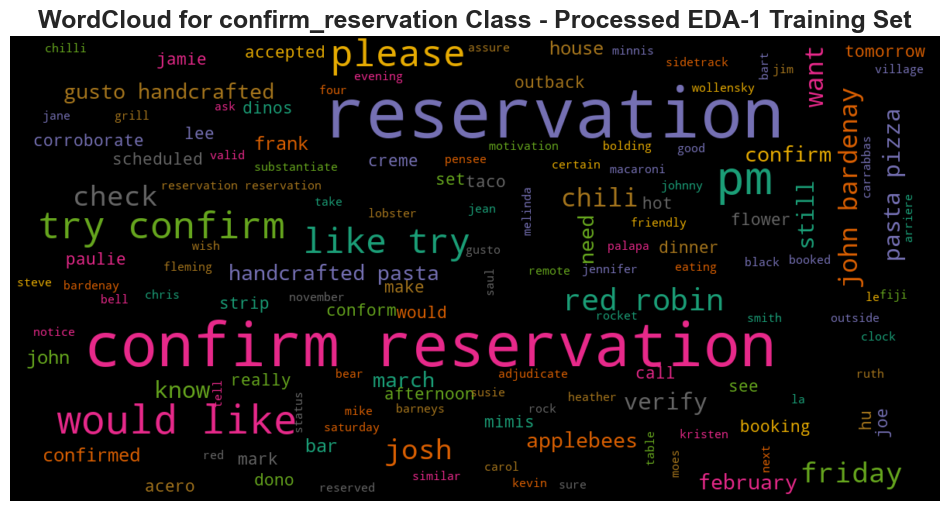 WordCloud for confirm_reservation Class - Processed EDA-1 Training Set
chilli
jamie
accepted
please
assure
house
minnis
sidetrack
want
bart
tomorrow
village
evening
gusto handcrafted
four
outback
wollensky
jim
jane
grill
ask
dinos
reservation
corroborate
lee
frank
valid
motivation
bolding
good
confirm
john bardenay
carrabbas
pasta pizza
scheduled
substantiate
creme
pensee
certain
macaroni
check
reservation reservation
take
set
taco
chili
hot
johnny
pm
still
arriere
try confirm
lobster
jean
melinda
need
friendly
flower
wish
like try
gusto
palapa
dinner
paulie
fleming
handcrafted pasta
saul
remote
jennifer
eating
black
booked
steve
bardenay
make
bell
chris
november
strip
conform
would
red robin
le
fiji
rocket
smith
outside
notice
confirm reservation
clock
john
know
tell
really
bear
march
adjudicate
call
see
ruth
afternoon
susie
heather
verify
la
would like
status
mike
barneys
rock
saturday
mimis
booking
hu
joe
confirmed
red
mark
bar
josh
applebees
table
kristen
moes
next
friday
acero
dono
reserved
similar
carol
kevin
sure
february